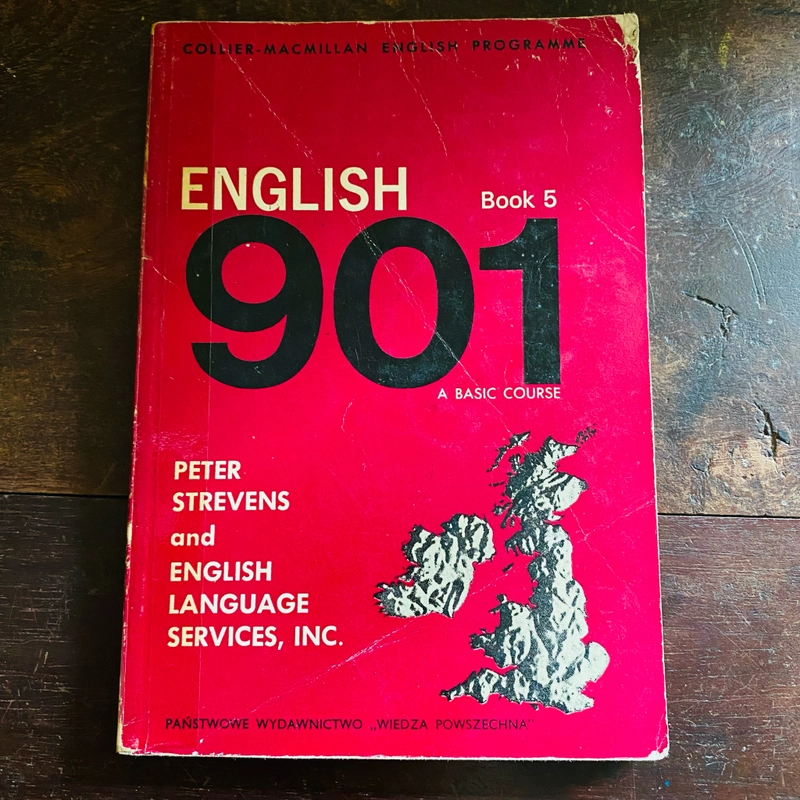 COLLIER-MACMILLAN ENGLISH PROGRAMME
ENGLISH Book 5
901
A BASIC COURSE
PETER
STREVENS
and
ENGLISH
LANGUAGE
SERVICES, INC.
PAŃSTWOWE WYDAWNICTWO „WIEDZA POWSZECHNA"